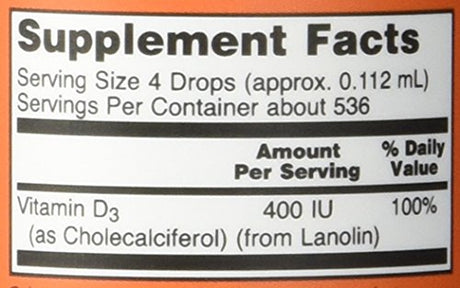 Supplement Facts
Serving Size 4 Drops (approx. 0.112 mL)
Servings Per Container about 536
Amount Per Serving % Daily Value
Vitamin D3 400 IU 100%
(as Cholecalciferol) (from Lanolin)